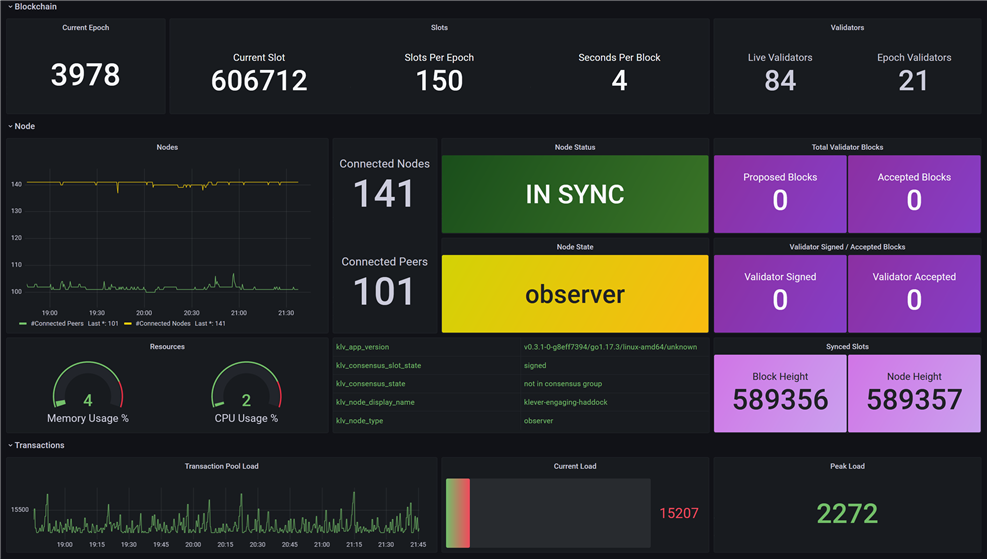 Blockchain
Current Epoch
3978
Slots
Current Slot
606712
Slots Per Epoch
150
Seconds Per Block
4
Validators
Live Validators
84
Epoch Validators
21
Node
Nodes
140
130
120
110
100
19:00 19:30 20:00 20:30 21:00 21:30
#Connected Peers Last *: 101 #Connected Nodes Last *: 141
Connected Nodes
141
Connected Peers
101
Node Status
IN SYNC
Node State
observer
Total Validator Blocks
Proposed Blocks
0
Accepted Blocks
0
Validator Signed / Accepted Blocks
Validator Signed
0
Validator Accepted
0
Resources
4
Memory Usage %
2
CPU Usage %
klv_app_version v0.3.1-0-g8eff7394/go1.17.3/linux-amd64/unknown
klv_consensus_slot_state signed
klv_consensus_state not in consensus group
klv_node_display_name klever-engaging-haddock
klv_node_type observer
Synced Slots
Block Height
589356
Node Height
589357
Transactions
Transaction Pool Load
15500
19:00 19:15 19:30 19:45 20:00 20:15 20:30 20:45 21:00 21:15 21:30 21:45
Current Load
15207
Peak Load
2272